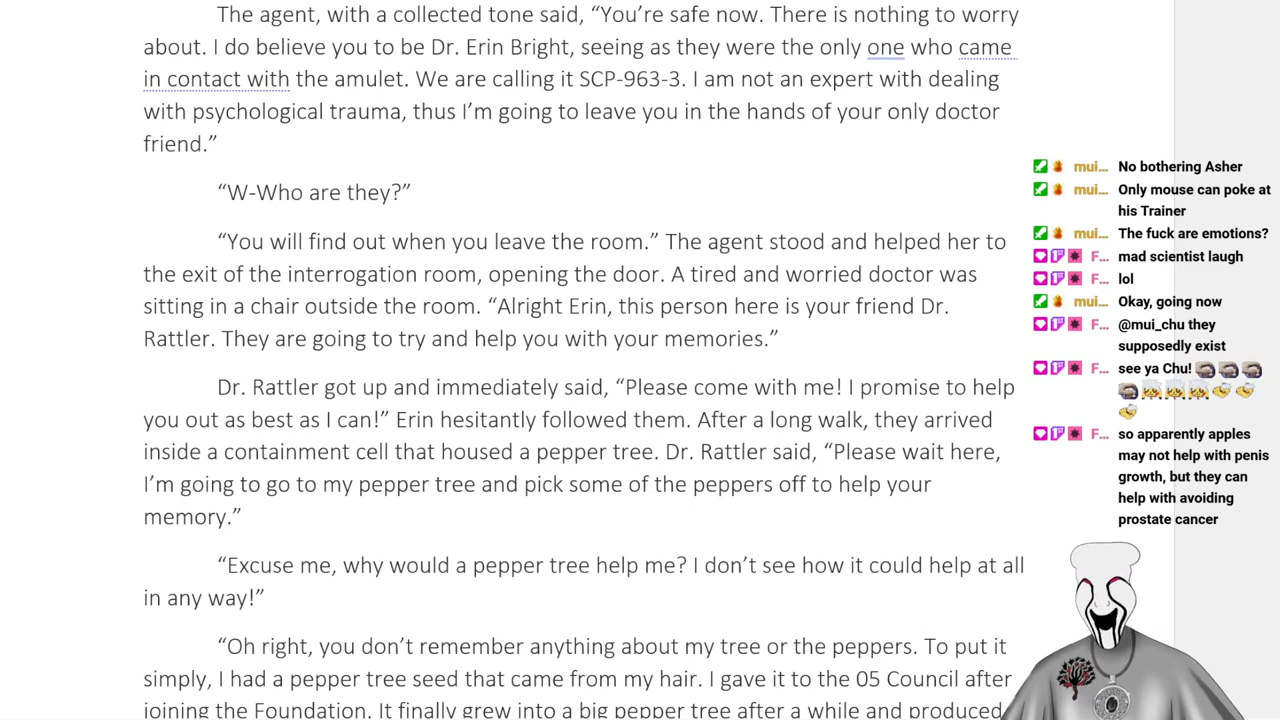 The agent, with a collected tone said, “You’re safe now. There is nothing to worry
about. I do believe you to be Dr. Erin Bright, seeing as they were the only one who came
in contact with the amulet. We are calling it SCP-963-3. I am not an expert with dealing
with psychological trauma, thus I’m going to leave you in the hands of your only doctor
friend.”
“W-Who are they?”
“You will find out when you leave the room.” The agent stood and helped her to
the exit of the interrogation room, opening the door. A tired and worried doctor was
sitting in a chair outside the room. “Alright Erin, this person here is your friend Dr.
Rattler. They are going to try and help you with your memories.”
Dr. Rattler got up and immediately said, “Please come with me! I promise to help
you out as best as I can!” Erin hesitantly followed them. After a long walk, they arrived
inside a containment cell that housed a pepper tree. Dr. Rattler said, “Please wait here,
I’m going to go to my pepper tree and pick some of the peppers off to help your
memory.”
“Excuse me, why would a pepper tree help me? I don’t see how it could help at all
in any way!”
“Oh right, you don’t remember anything about my tree or the peppers. To put it
simply, I had a pepper tree seed that came from my hair. I gave it to the 05 Council after
joining the Foundation. It finally grew into a big pepper tree after a while and produced
mui... No bothering Asher
mui... Only mouse can poke at
his Trainer
mui... The fuck are emotions?
F... mad scientist laugh
F... lol
mui... Okay, going now
F... @mui_chu they
supposedly exist
F... see ya Chu!
F... so apparently apples
may not help with penis
growth, but they can
help with avoiding
prostate cancer